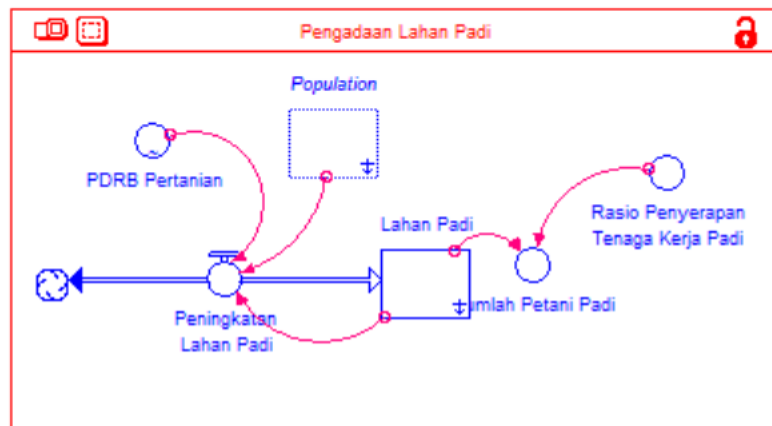 Pengadaan Lahan Padi
Population
PDRB Pertanian
Lahan Padi
Rasio Penyerapan
Tenaga Kerja Padi
Peningkatan
Lahan Padi
umlah Petani Padi